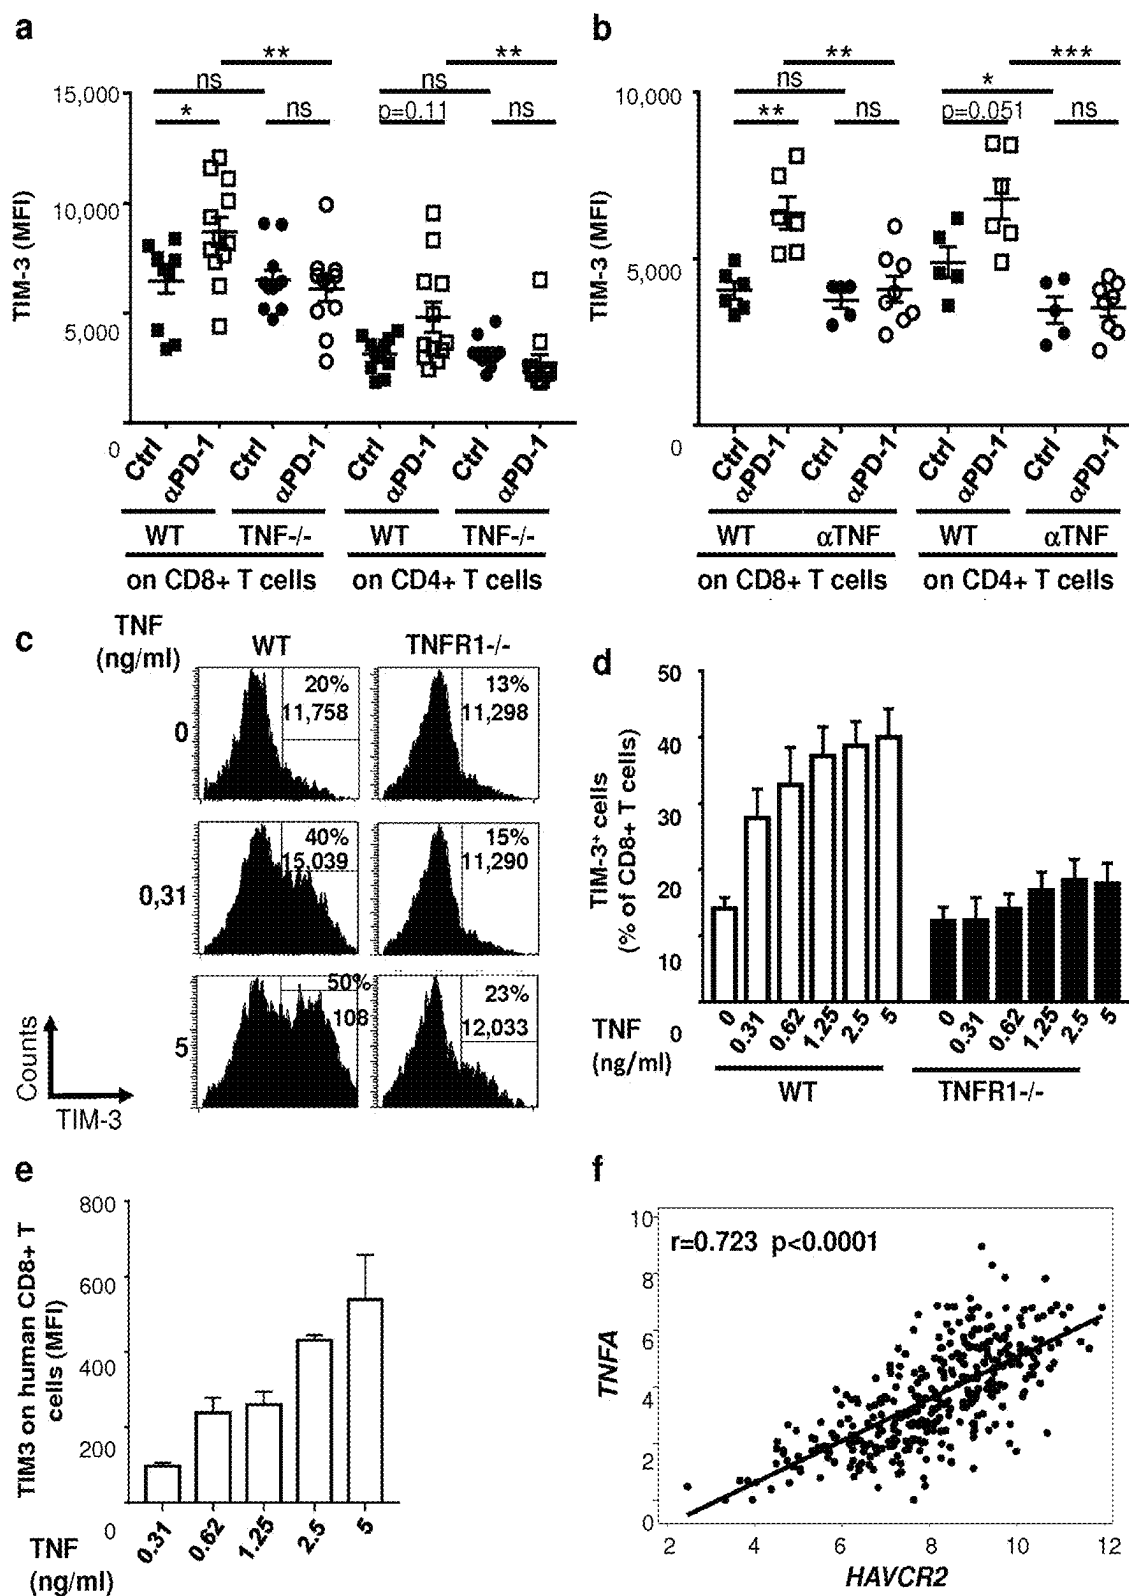 a
** **
ns ns
* ns p=0.11 ns
15,000
10,000
5,000
0
TIM-3 (MFI)
Ctrl αPD-1 Ctrl αPD-1 Ctrl αPD-1 Ctrl αPD-1
WT TNF-/- WT TNF-/-
on CD8+ T cells on CD4+ T cells
b
** ***
ns *
** ns p=0.051 ns
10,000
5,000
0
TIM-3 (MFI)
Ctrl αPD-1 Ctrl αPD-1 Ctrl αPD-1 Ctrl αPD-1
WT αTNF WT αTNF
on CD8+ T cells on CD4+ T cells
c
TNF
(ng/ml)
WT TNFR1-/-
0
20%
11,758
13%
11,298
0,31
40%
15,039
15%
11,290
5
50%
108
23%
12,033
Counts
TIM-3
d
50
40
30
20
10
0
TIM-3+ cells
(% of CD8+ T cells)
TNF
(ng/ml)
0 0.31 0.62 1.25 2.5 5 0 0.31 0.62 1.25 2.5 5
WT TNFR1-/-
e
800
600
400
200
0
TIM3 on human CD8+ T
cells (MFI)
TNF
(ng/ml)
0.31 0.62 1.25 2.5 5
f
r=0.723 p<0.0001
10
8
6
4
2
0
TNFA
2 4 6 8 10 12
HAVCR2